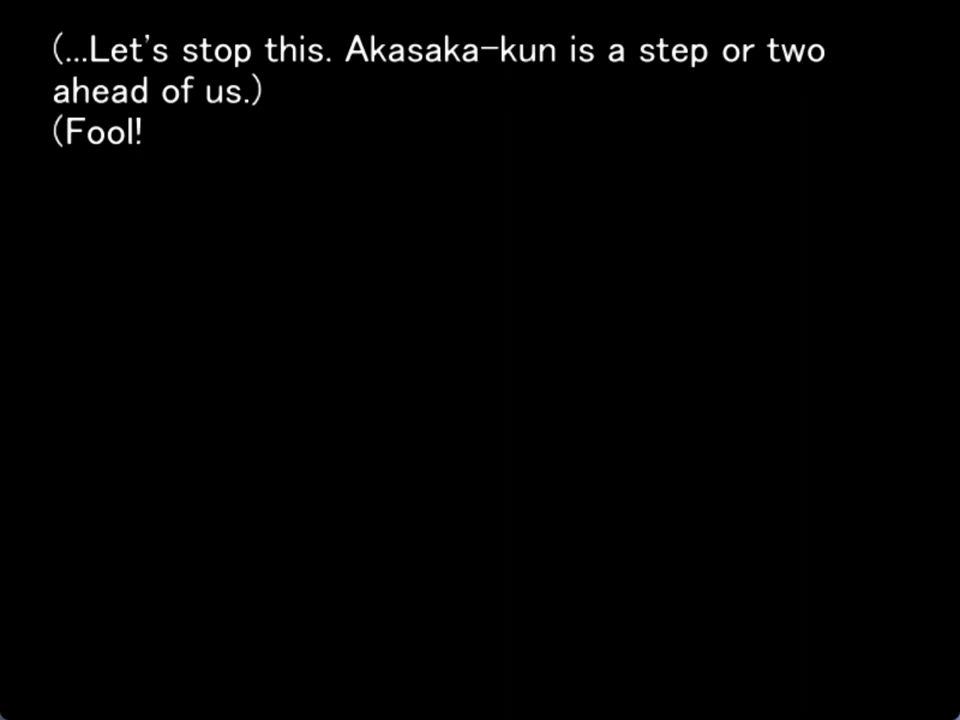 (...Let's stop this. Akasaka-kun is a step or two
ahead of us.)
(Fool!